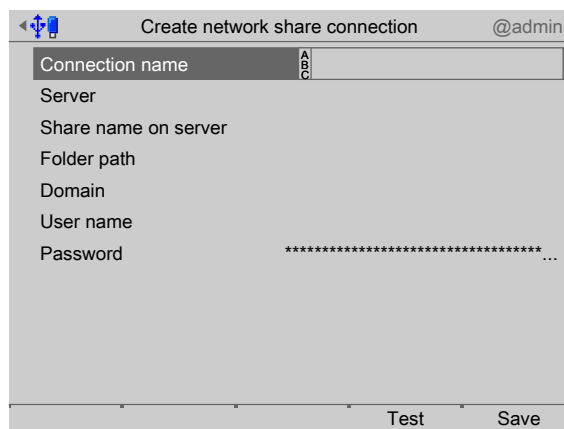 Create network share connection @admin
Connection name ABC
Server
Share name on server
Folder path
Domain
User name
Password ***********************************...
Test Save